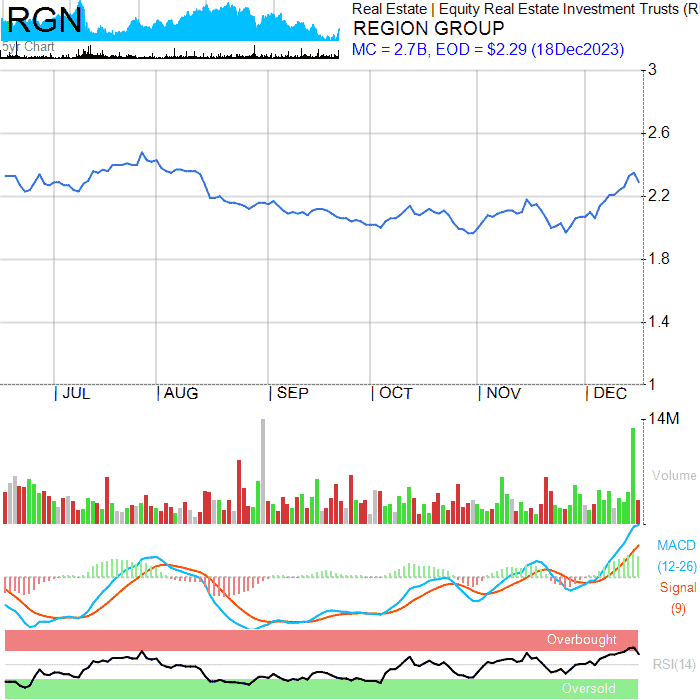 RGN
5yr Chart
Real Estate | Equity Real Estate Investment Trusts (R
REGION GROUP
MC = 2.7B, EOD = $2.29 (18Dec2023)
3
2.6
2.2
1.8
1.4
1
| JUL | AUG | SEP | OCT | NOV | DEC
14M
Volume
MACD
(12-26)
Signal
(9)
Overbought
RSI(14)
Oversold